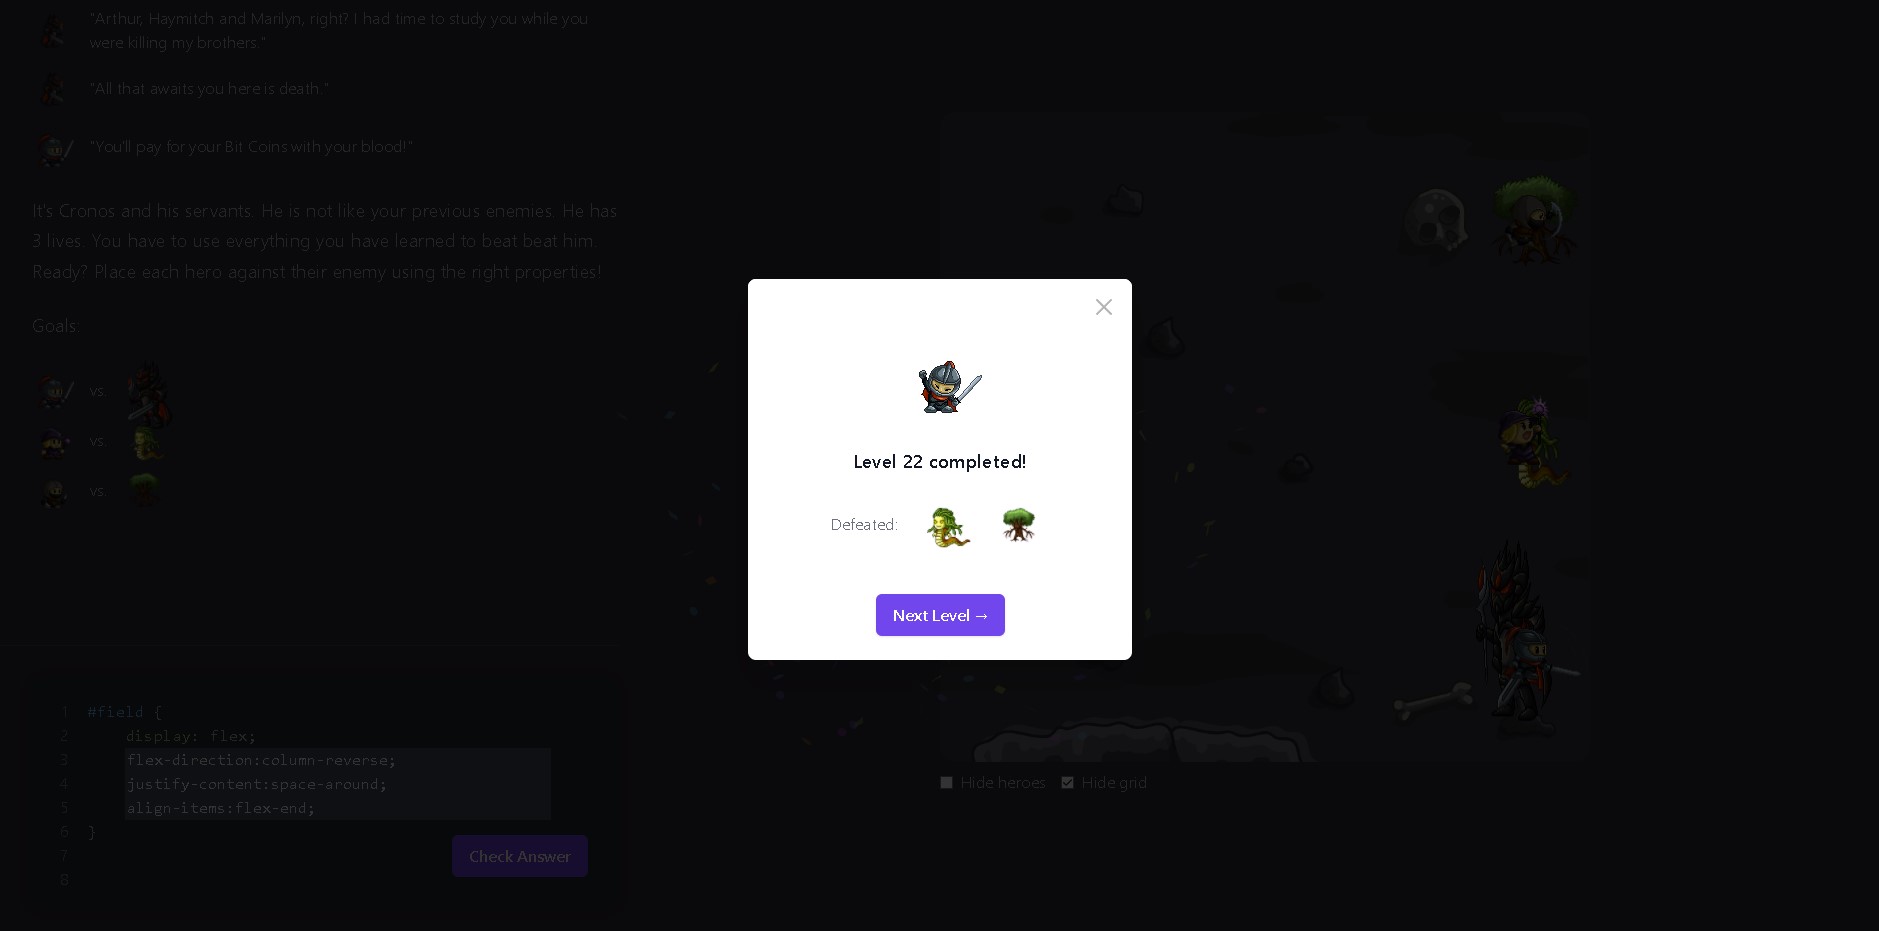 "Arthur, Haymitch and Marilyn, right? I had time to study you while you
were killing my brothers."
"All that awaits you here is death."
"You'll pay for your Bit Coins with your blood!"
It's Cronos and his servants. He is not like your previous enemies. He has
3 lives. You have to use everything you have learned to beat beat him.
Ready? Place each hero against their enemy using the right properties!
Goals:
vs.
vs.
vs.
Level 22 completed!
Defeated:
Next Level →
1 #field {
2 display: flex;
3 flex-direction:column-reverse;
4 justify-content:space-around;
5 align-items:flex-end;
6 }
7
8
Check Answer
Hide heroes Hide grid